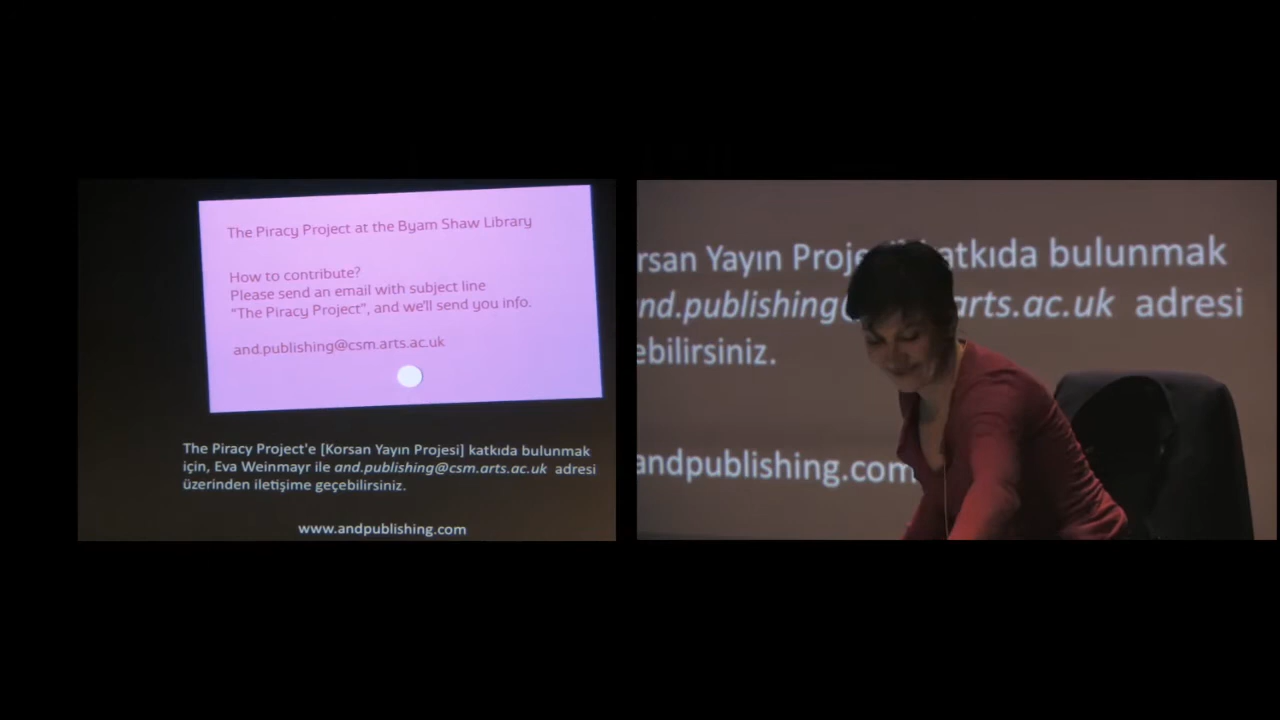 The Piracy Project at the Byam Shaw Library
How to contribute?
Please send an email with subject line
"The Piracy Project", and we'll send you info.
and.publishing@csm.arts.ac.uk
The Piracy Project'e [Korsan Yayın Projesi] katkıda bulunmak
için, Eva Weinmayr ile and.publishing@csm.arts.ac.uk adresi
üzerinden iletişime geçebilirsiniz.
www.andpublishing.com
rsan Yayın Proje katkıda bulunmak
nd.publishing arts.ac.uk adresi
ebilirsiniz.
andpublishing.com